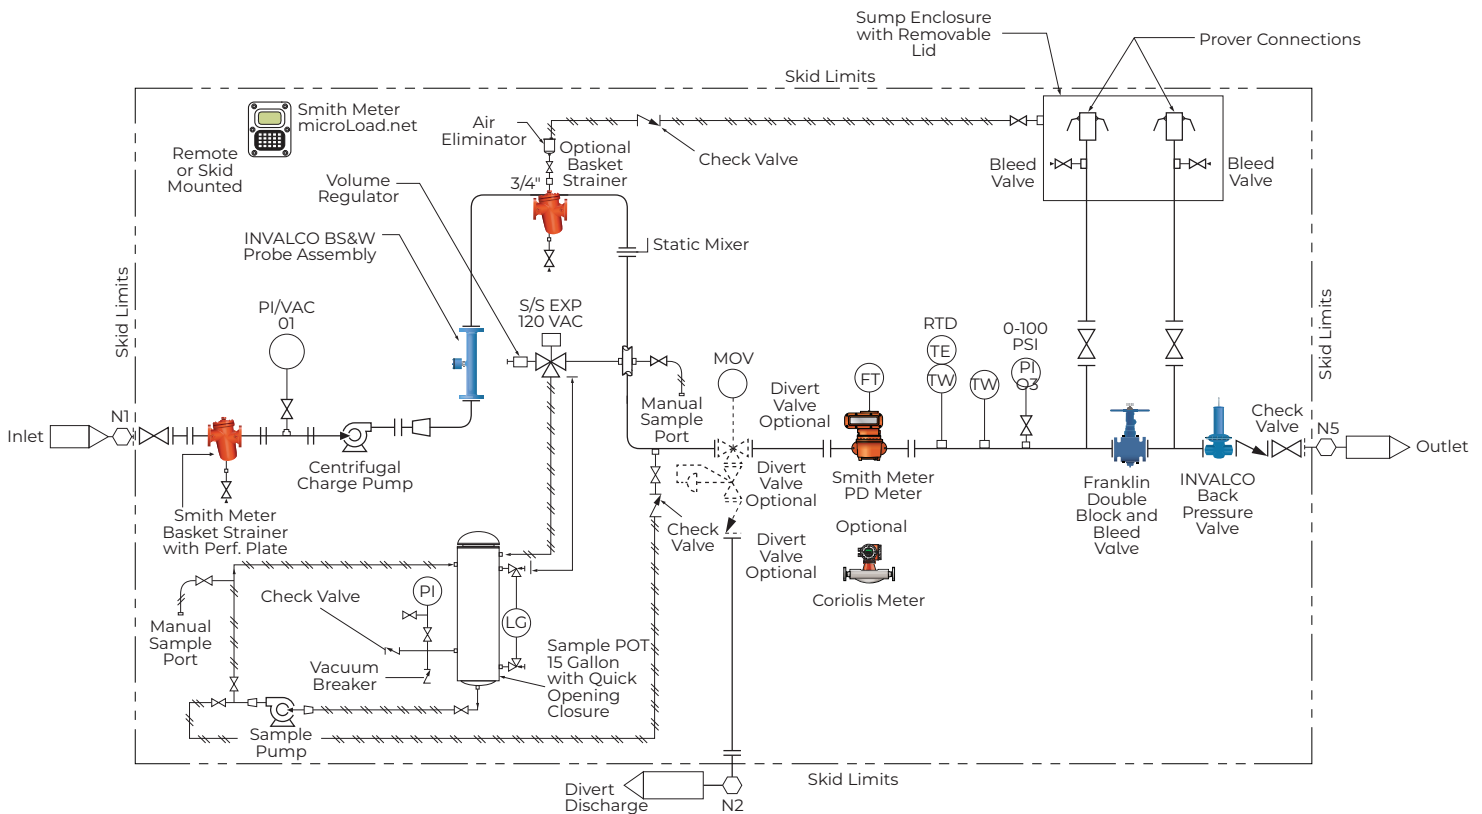 Sump Enclosure
with Removable
Lid
Prover Connections
Skid Limits
Smith Meter
microLoad.net
Remote
or Skid
Mounted
Air
Eliminator
Optional
Basket
Strainer
3/4"
Check Valve
Bleed
Valve
Bleed
Valve
Volume
Regulator
INVALCO BS&W
Probe Assembly
Static Mixer
Skid Limits
Skid Limits
PI/VAC
01
S/S EXP
120 VAC
MOV
RTD
TE
TW
TW
0-100
PSI
PI
03
FT
Divert
Valve
Optional
Manual
Sample
Port
Inlet
N1
Centrifugal
Charge Pump
Smith Meter
Basket Strainer
with Perf. Plate
Divert
Valve
Optional
Smith Meter
PD Meter
Franklin
Double
Block and
Bleed
Valve
INVALCO
Back
Pressure
Valve
Check
Valve
N5
Outlet
Check
Valve
Divert
Valve
Optional
Optional
Coriolis Meter
Manual
Sample
Port
Check Valve
PI
LG
Vacuum
Breaker
Sample POT
15 Gallon
with Quick
Opening
Closure
Sample
Pump
Skid Limits
Divert
Discharge
N2